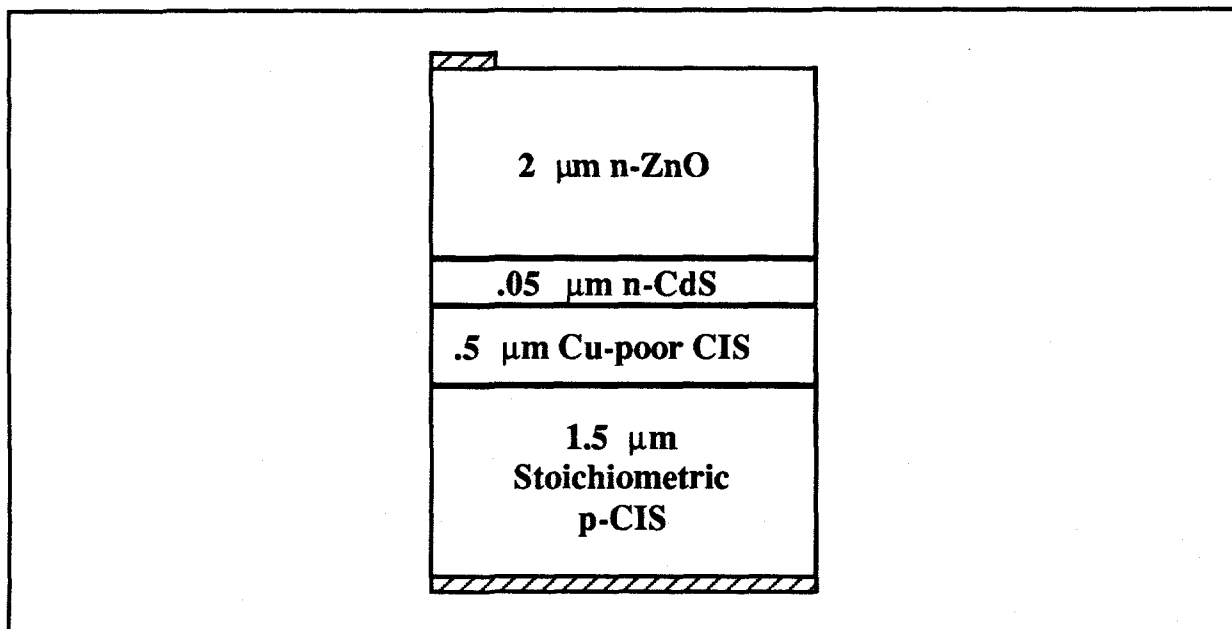 2 μm n-ZnO
.05 μm n-CdS
.5 μm Cu-poor CIS
1.5 μm
Stoichiometric
p-CIS